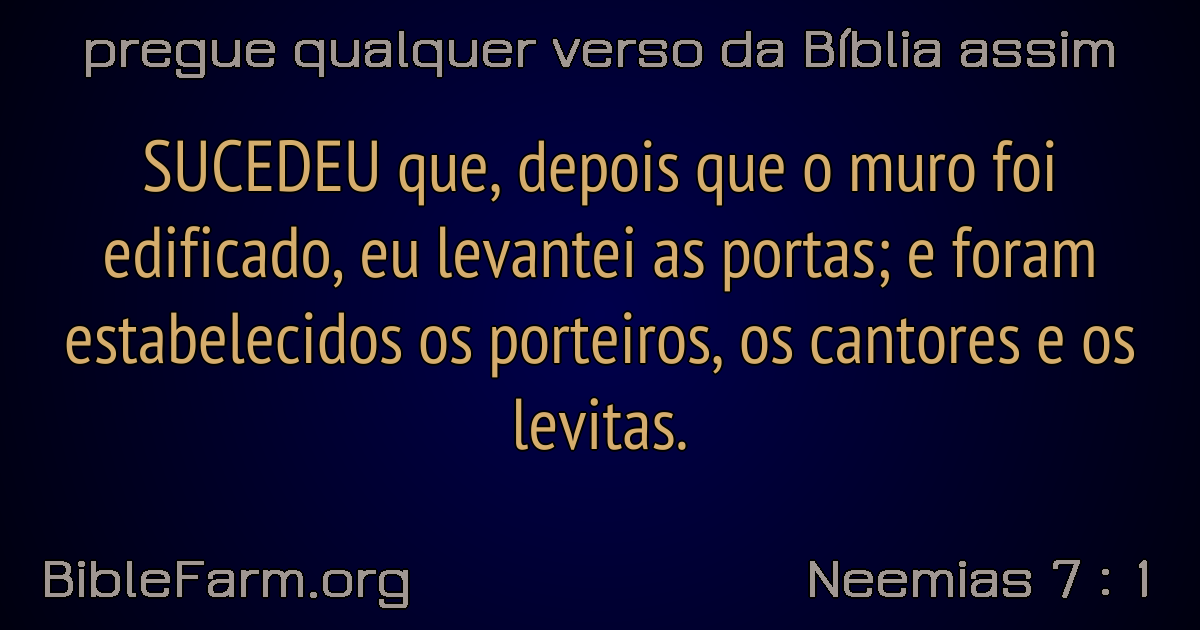 pregue qualquer verso da Bíblia assim
SUCEDEU que, depois que o muro foi
edificado, eu levantei as portas; e foram
estabelecidos os porteiros, os cantores e os
levitas.
BibleFarm.org
Neemias 7 : 1